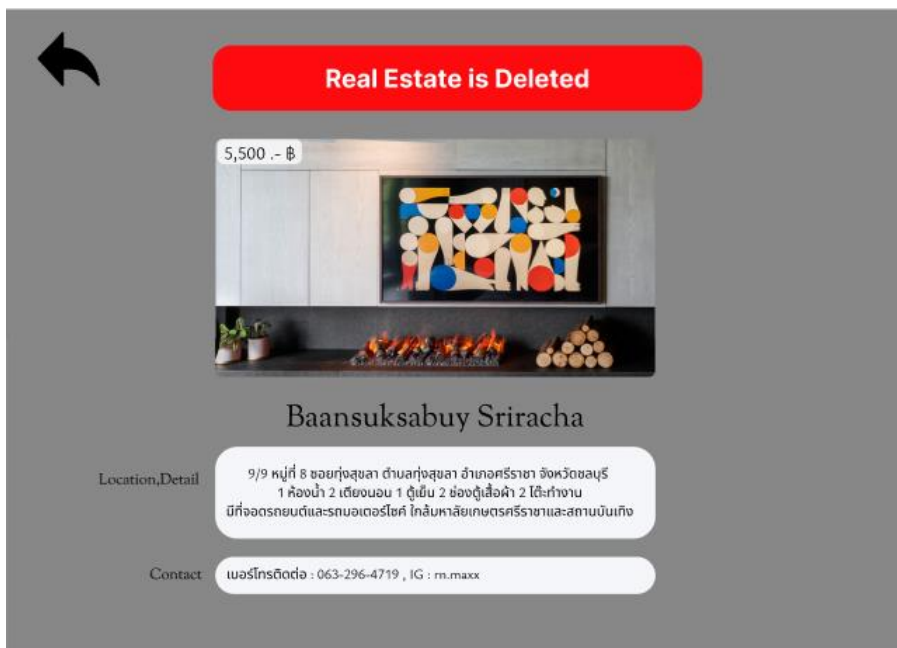 Real Estate is Deleted
5,500 .- ฿
Baansuksabuy Sriracha
Location,Detail
9/9 หมู่ที่ 8 ซอยทุ่งสุขลา ตำบลทุ่งสุขลา อำเภอศรีราชา จังหวัดชลบุรี
1 ห้องน้ำ 2 เตียงนอน 1 ตู้เย็น 2 ช่องตู้เสื้อผ้า 2 โต๊ะทำงาน
มีที่จอดรถยนต์และรถมอเตอร์ไซค์ ใกล้มหาลัยเกษตรศรีราชาและสถานบันเทิง
Contact
เบอร์โทรติดต่อ : 063-296-4719 , IG : rn.maxx